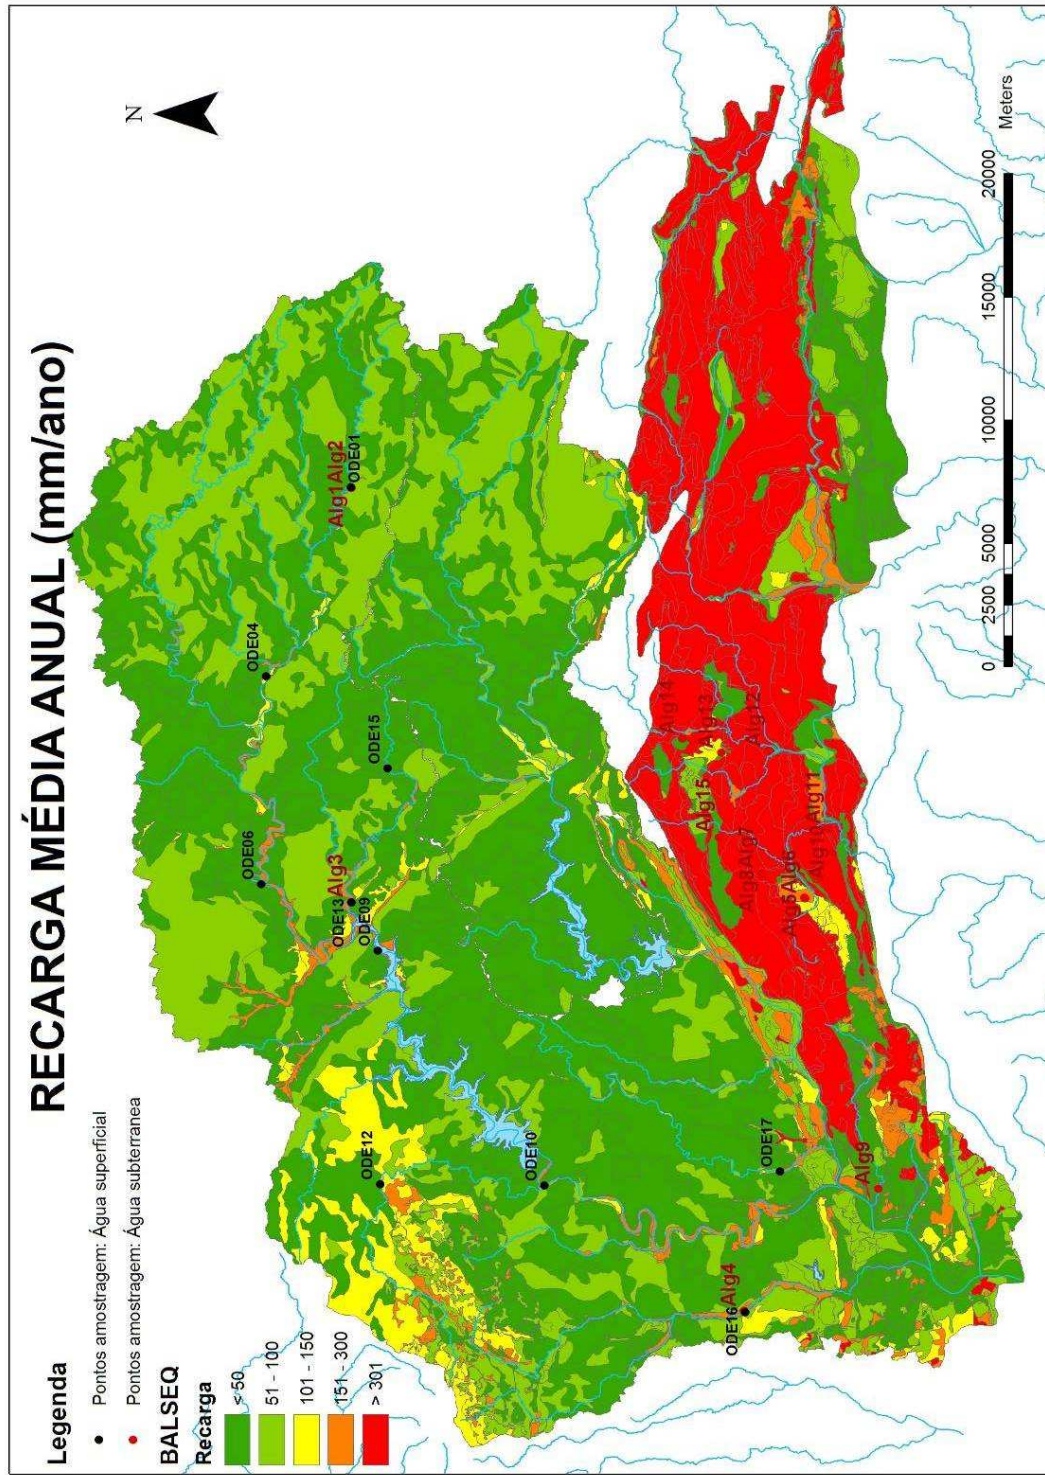 RECARGA MÉDIA ANUAL (mm/ano)
Legenda
Pontos amostragem: Água superficial
Pontos amostragem: Água subterranea
BALSEQ
Recarga
< 50
51 - 100
101 - 150
151 - 300
> 301
N
ODE12
ODE06
ODE04
ODE13
Alg3
ODE09
ODE15
Alg1Alg2
ODE01
ODE10
ODE16
Alg4
ODE17
Alg9
Alg15
Alg14
Alg13
Alg12
Alg8Alg7
Alg5Alg6
Alg10
Alg11
0 2500 5000 10000 15000 20000
Meters